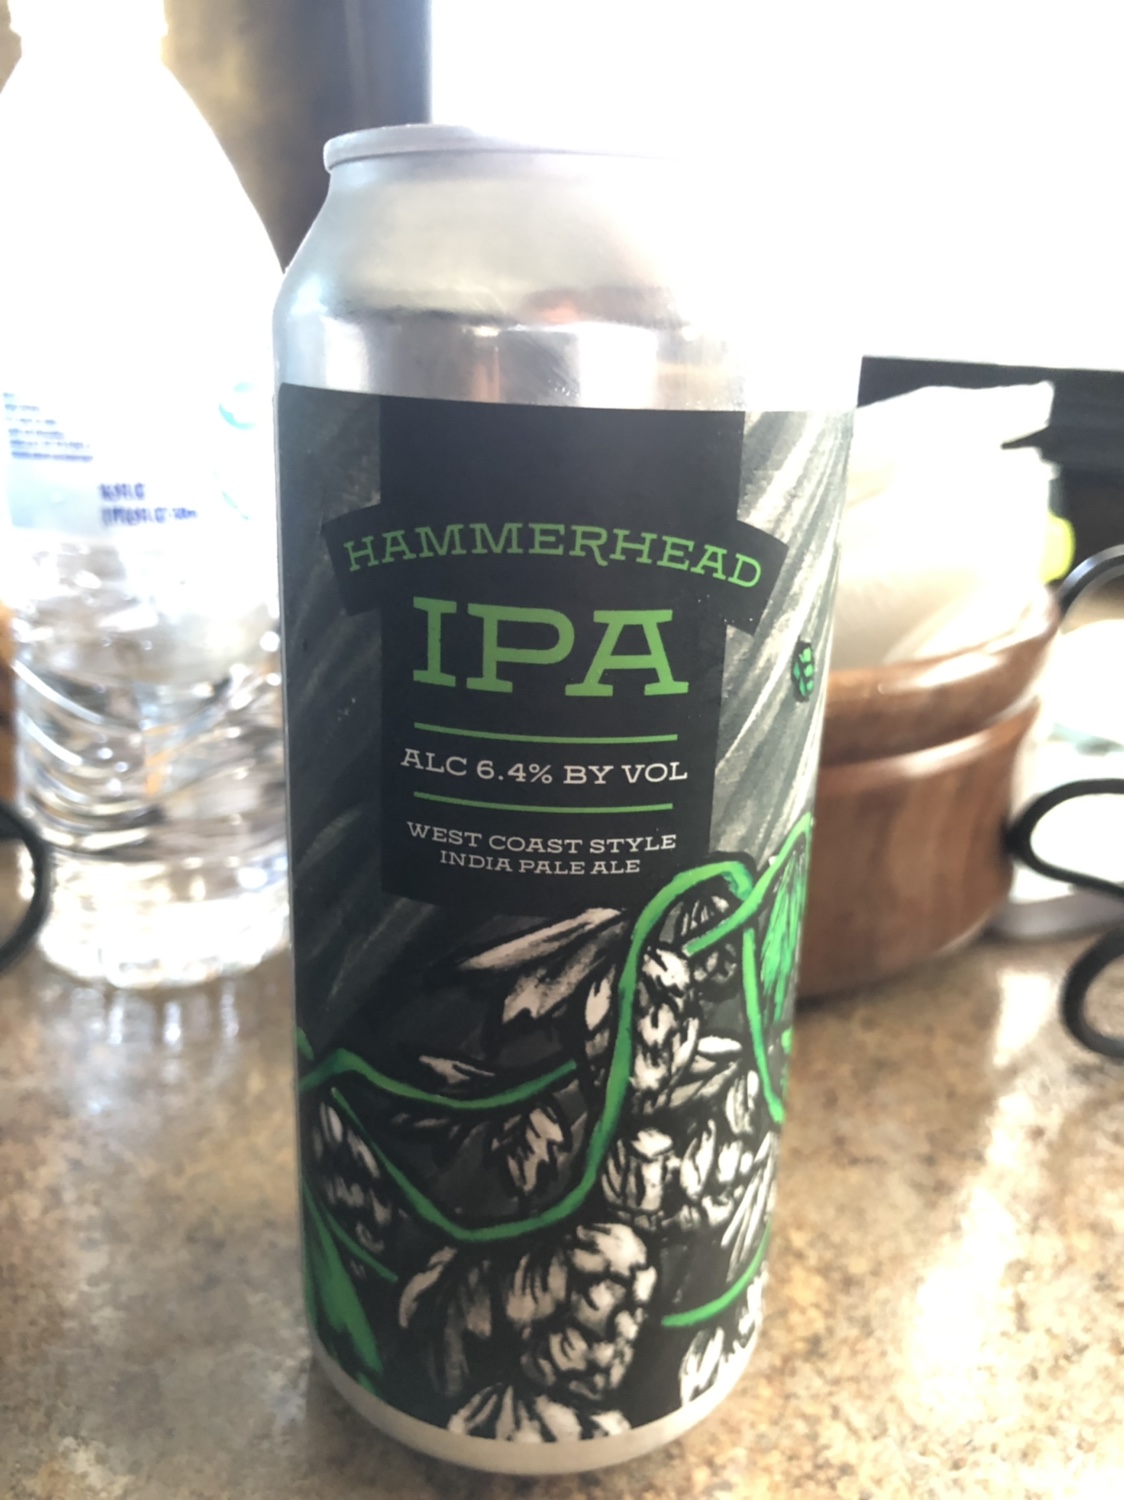 HAMMERHEAD
IPA
ALC 6.4% BY VOL
WEST COAST STYLE
INDIA PALE ALE